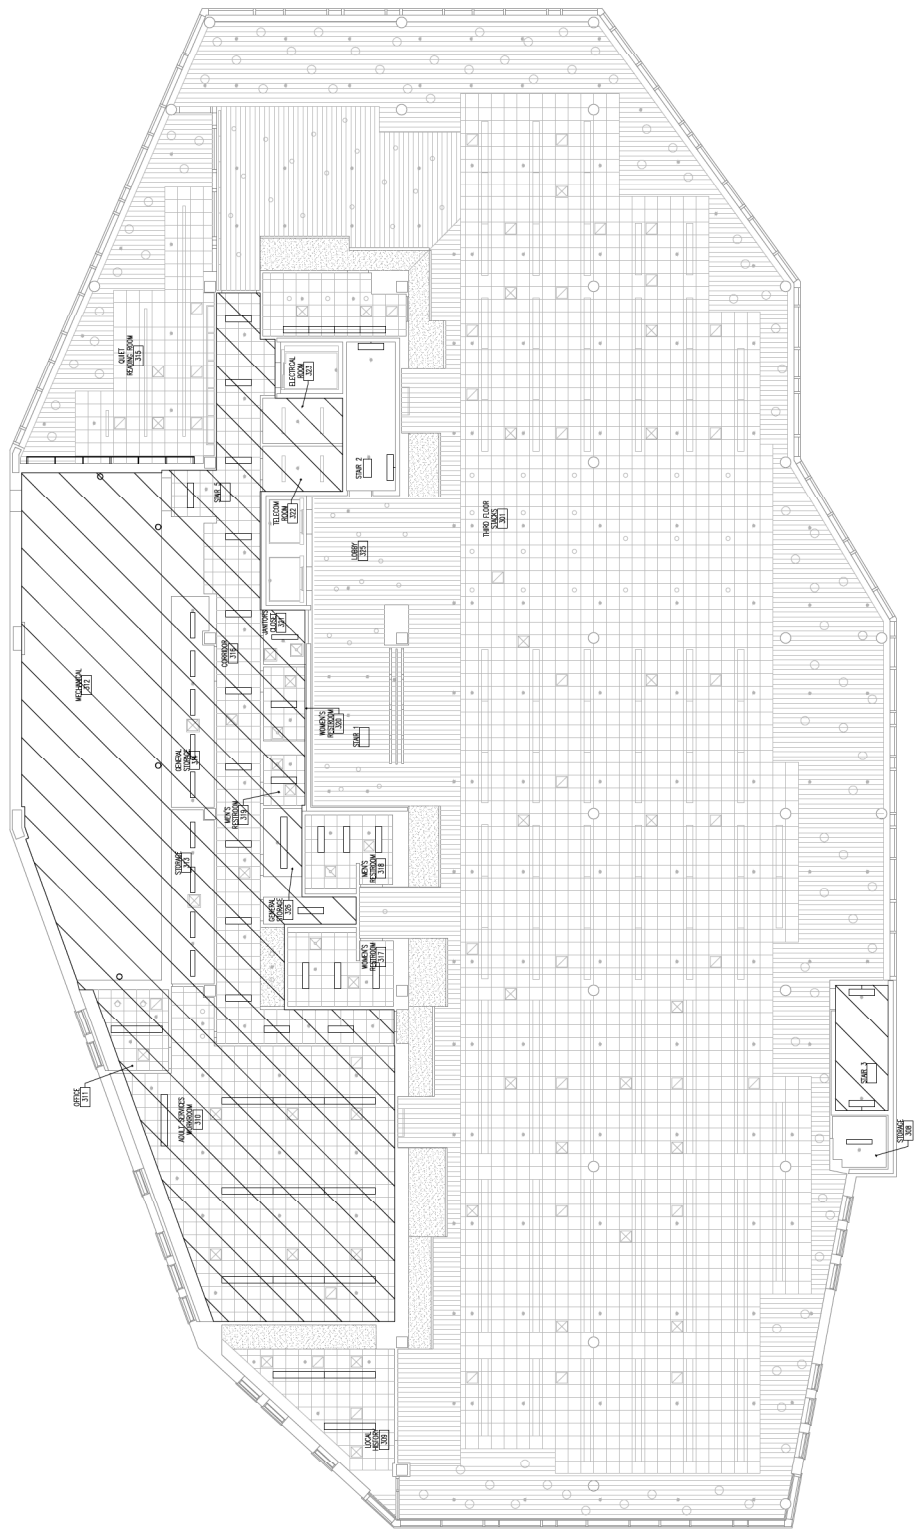 QUIET
READING ROOM
315
ELECTRICAL
ROOM
323
STAIR 2
STAIR 5
TELECOM
ROOM
322
THIRD FLOOR
STACKS
301
LOBBY
325
JANITOR'S
CLOSET
321
CORRIDOR
316
MECHANICAL
312
WOMEN'S
RESTROOM
320
STAIR 1
GENERAL
STORAGE
314
MEN'S
RESTROOM
319
STORAGE
313
MEN'S
RESTROOM
318
GENERAL
STORAGE
326
WOMEN'S
RESTROOM
317
STAIR 3
OFFICE
311
ADULT SERVICES
WORKROOM
310
STORAGE
308
LOCAL
HISTORY
309